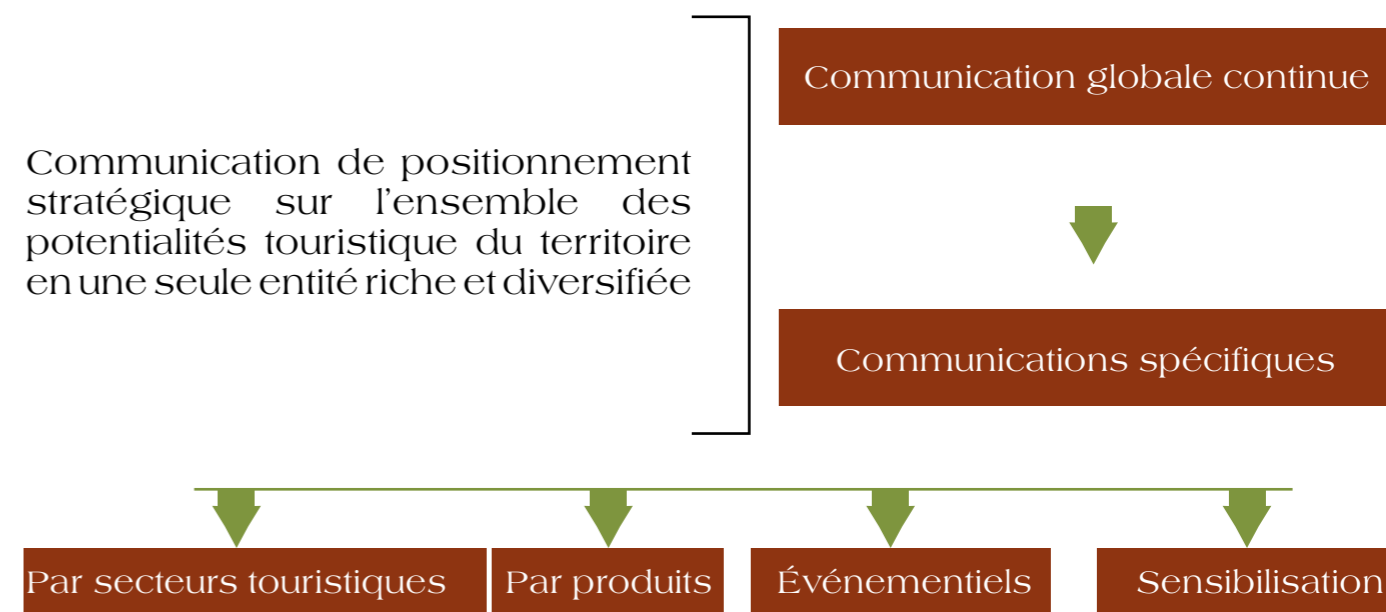 Communication globale continue
Communication de positionnement
stratégique sur l’ensemble des
potentialités touristique du territoire
en une seule entité riche et diversifiée
Communications spécifiques
Par secteurs touristiques
Par produits
Événementiels
Sensibilisation